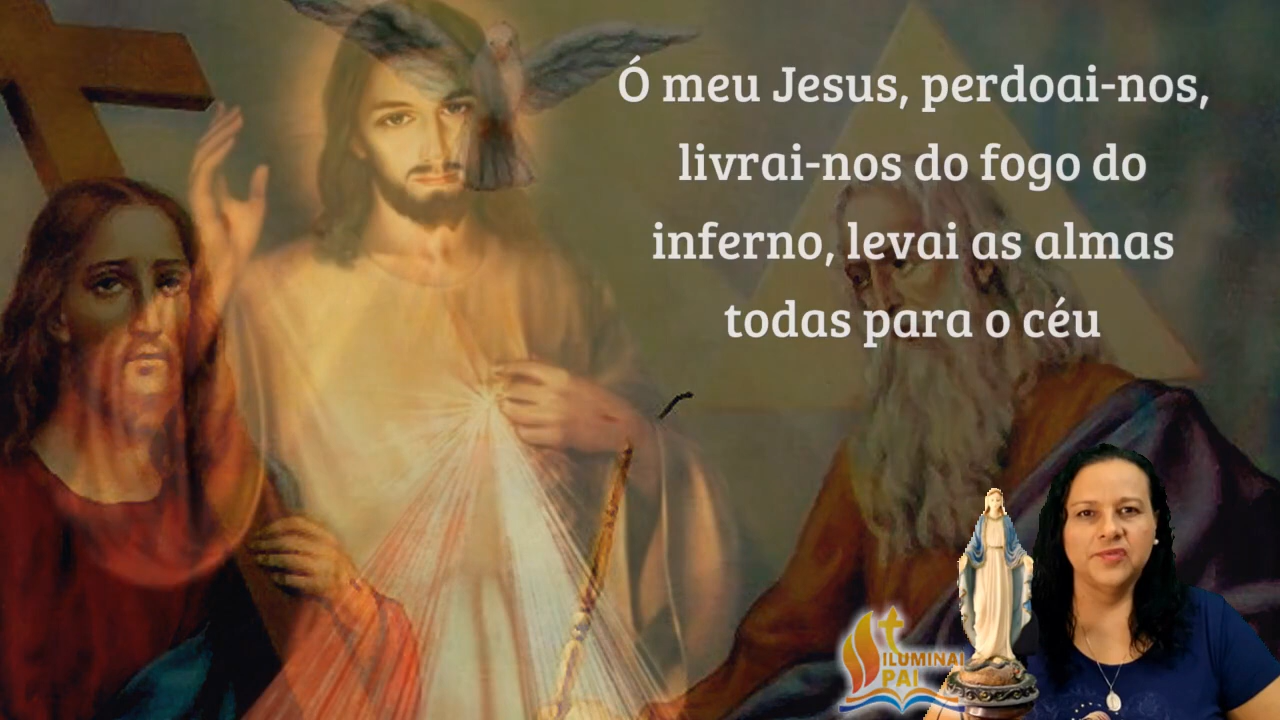 Ó meu Jesus, perdoai-nos,
livrai-nos do fogo do
inferno, levai as almas
todas para o céu
ILUMINAI
PAI